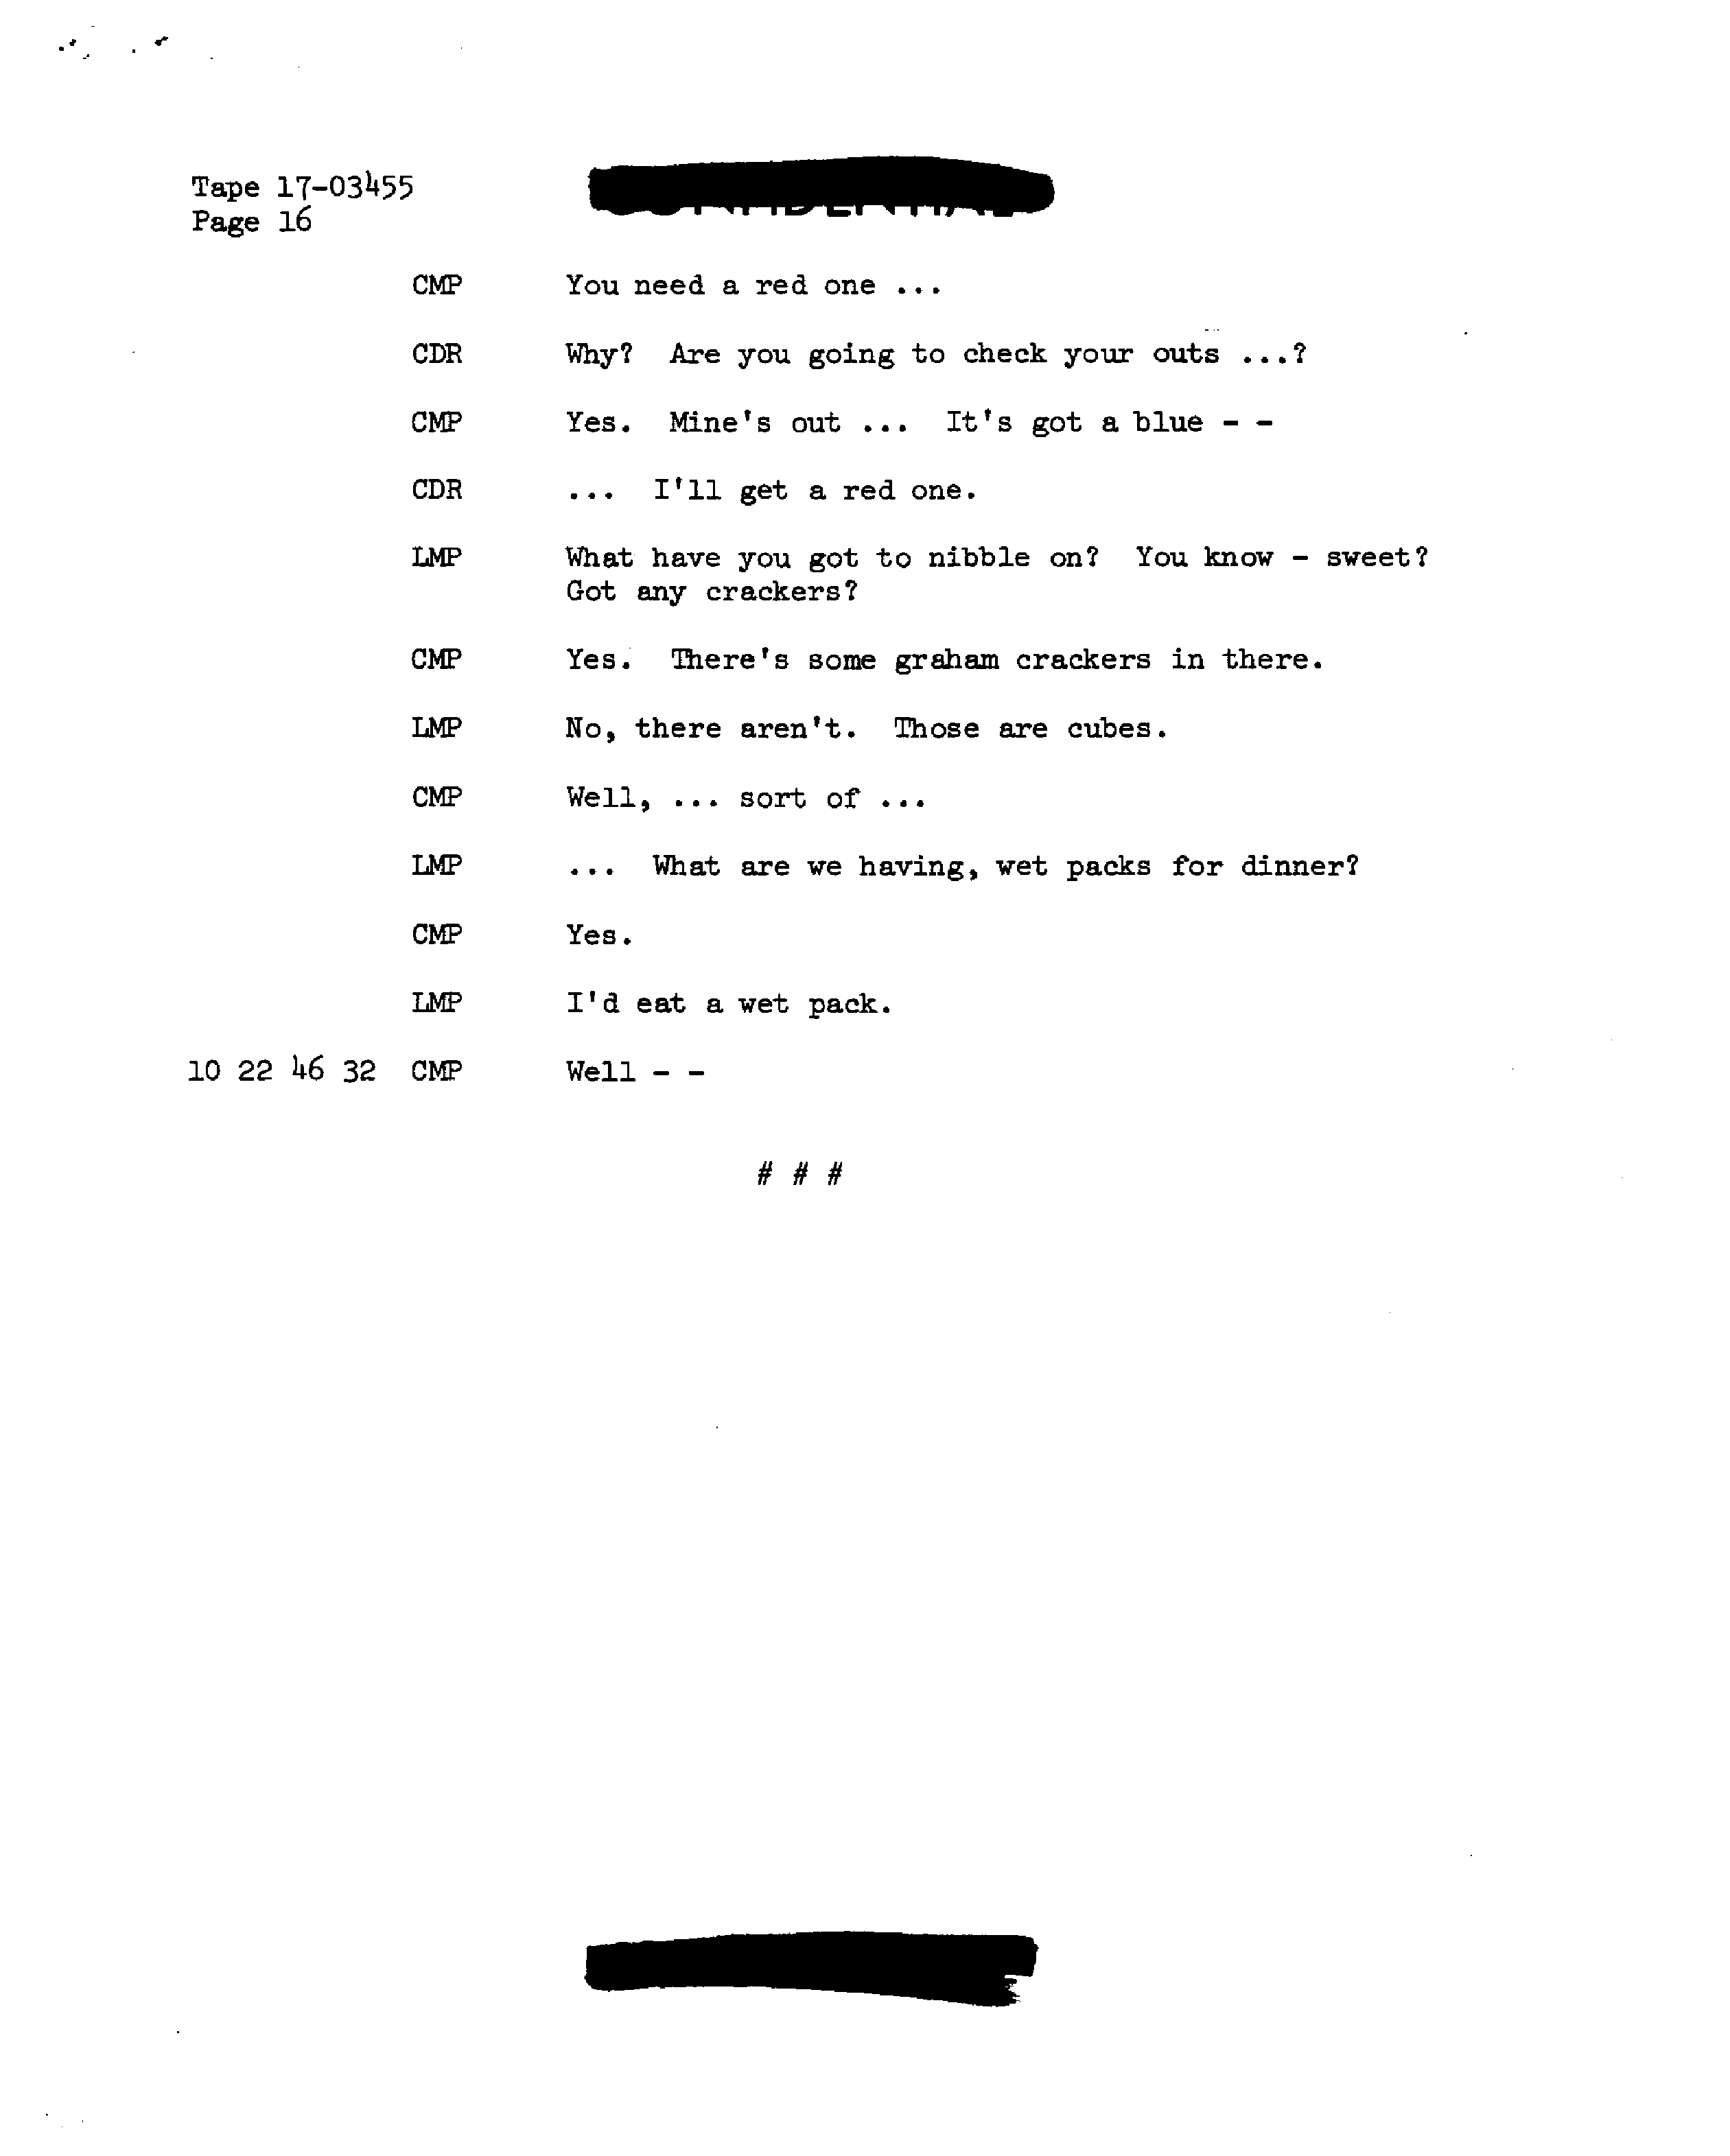 Tape 17-03455
Page 16
CMP You need a red one ...
CDR Why? Are you going to check your outs ...?
CMP Yes. Mine's out ... It's got a blue - -
CDR ... I'll get a red one.
LMP What have you got to nibble on? You know - sweet?
Got any crackers?
CMP Yes. There's some graham crackers in there.
LMP No, there aren't. Those are cubes.
CMP Well, ... sort of ...
LMP ... What are we having, wet packs for dinner?
CMP Yes.
LMP I'd eat a wet pack.
10 22 46 32 CMP Well - -
# # #